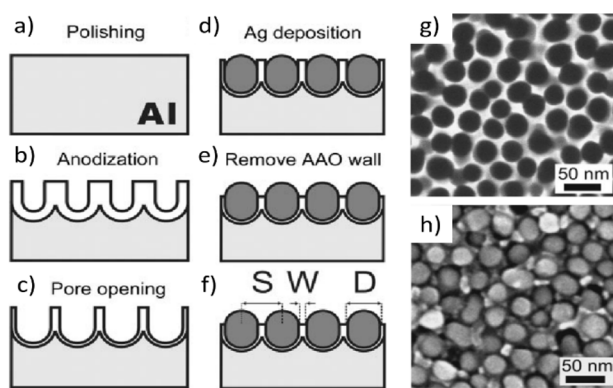 a)
Polishing
Al
b)
Anodization
c)
Pore opening
d)
Ag deposition
e)
Remove AAO wall
f)
S W D
g)
50 nm
h)
50 nm